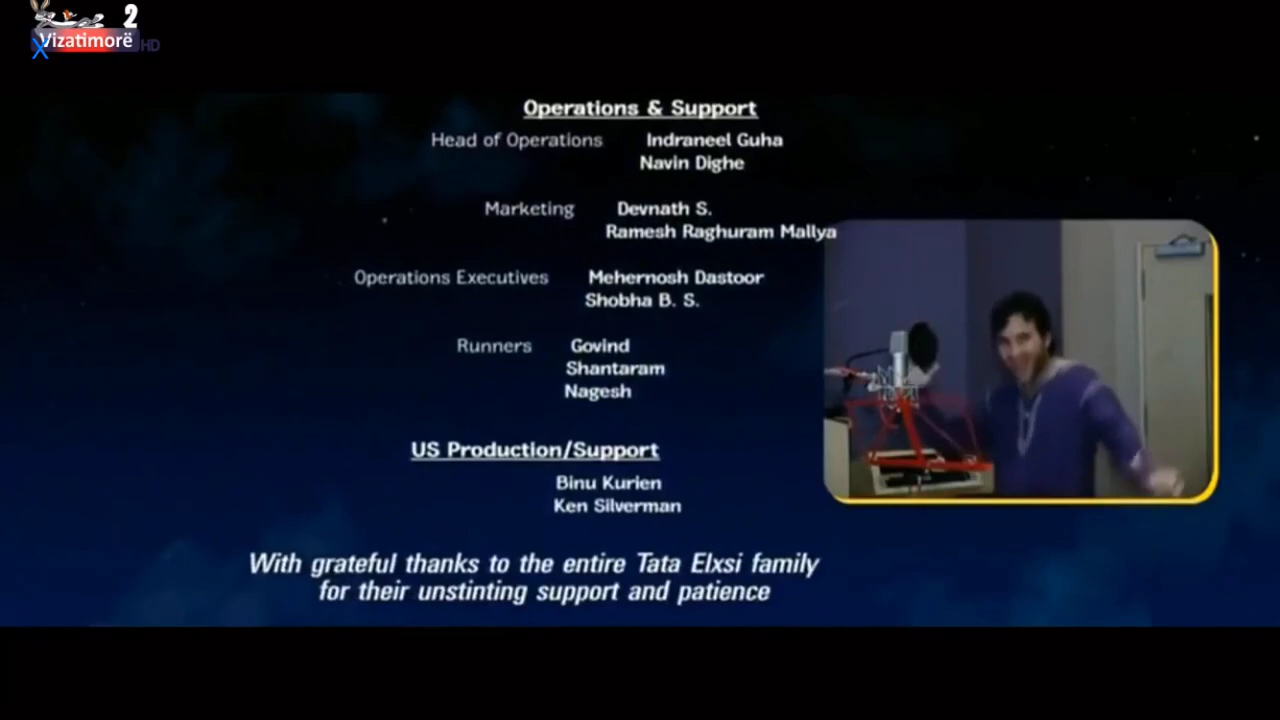 2
Vizatimorë
X HD
Operations & Support
Head of Operations Indraneel Guha
Navin Dighe
Marketing Devnath S.
Ramesh Raghuram Mallya
Operations Executives Mehernosh Dastoor
Shobha B. S.
Runners Govind
Shantaram
Nagesh
US Production/Support
Binu Kurien
Ken Silverman
With grateful thanks to the entire Tata Elxsi family
for their unstinting support and patience